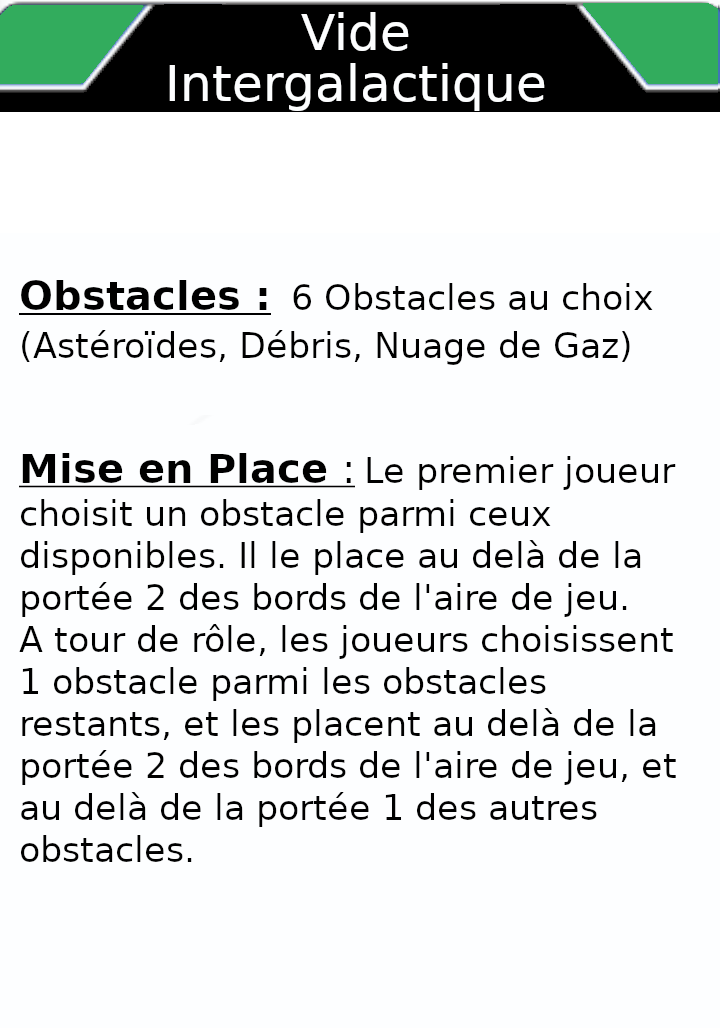 Vide
Intergalactique
Obstacles : 6 Obstacles au choix
(Astéroïdes, Débris, Nuage de Gaz)
Mise en Place : Le premier joueur
choisit un obstacle parmi ceux
disponibles. Il le place au delà de la
portée 2 des bords de l'aire de jeu.
A tour de rôle, les joueurs choisissent
1 obstacle parmi les obstacles
restants, et les placent au delà de la
portée 2 des bords de l'aire de jeu, et
au delà de la portée 1 des autres
obstacles.